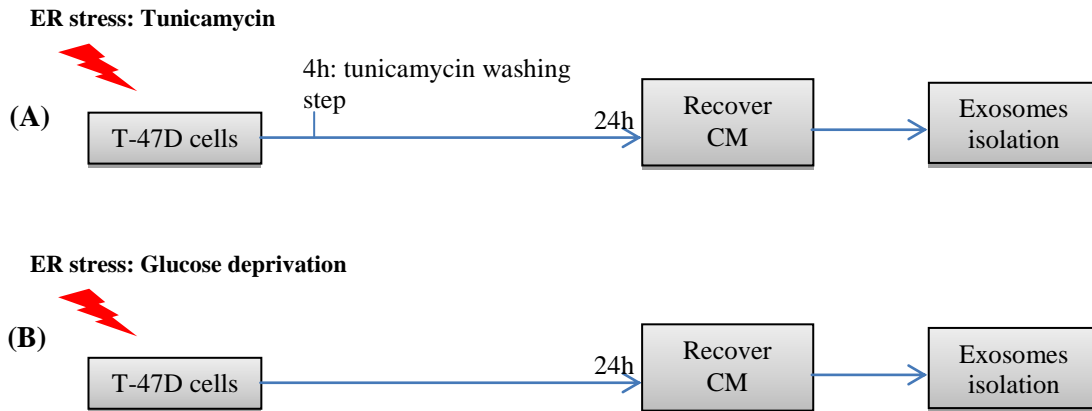 ER stress: Tunicamycin
4h: tunicamycin washing
step
(A)
T-47D cells
24h
Recover
CM
Exosomes
isolation
ER stress: Glucose deprivation
(B)
T-47D cells
24h
Recover
CM
Exosomes
isolation